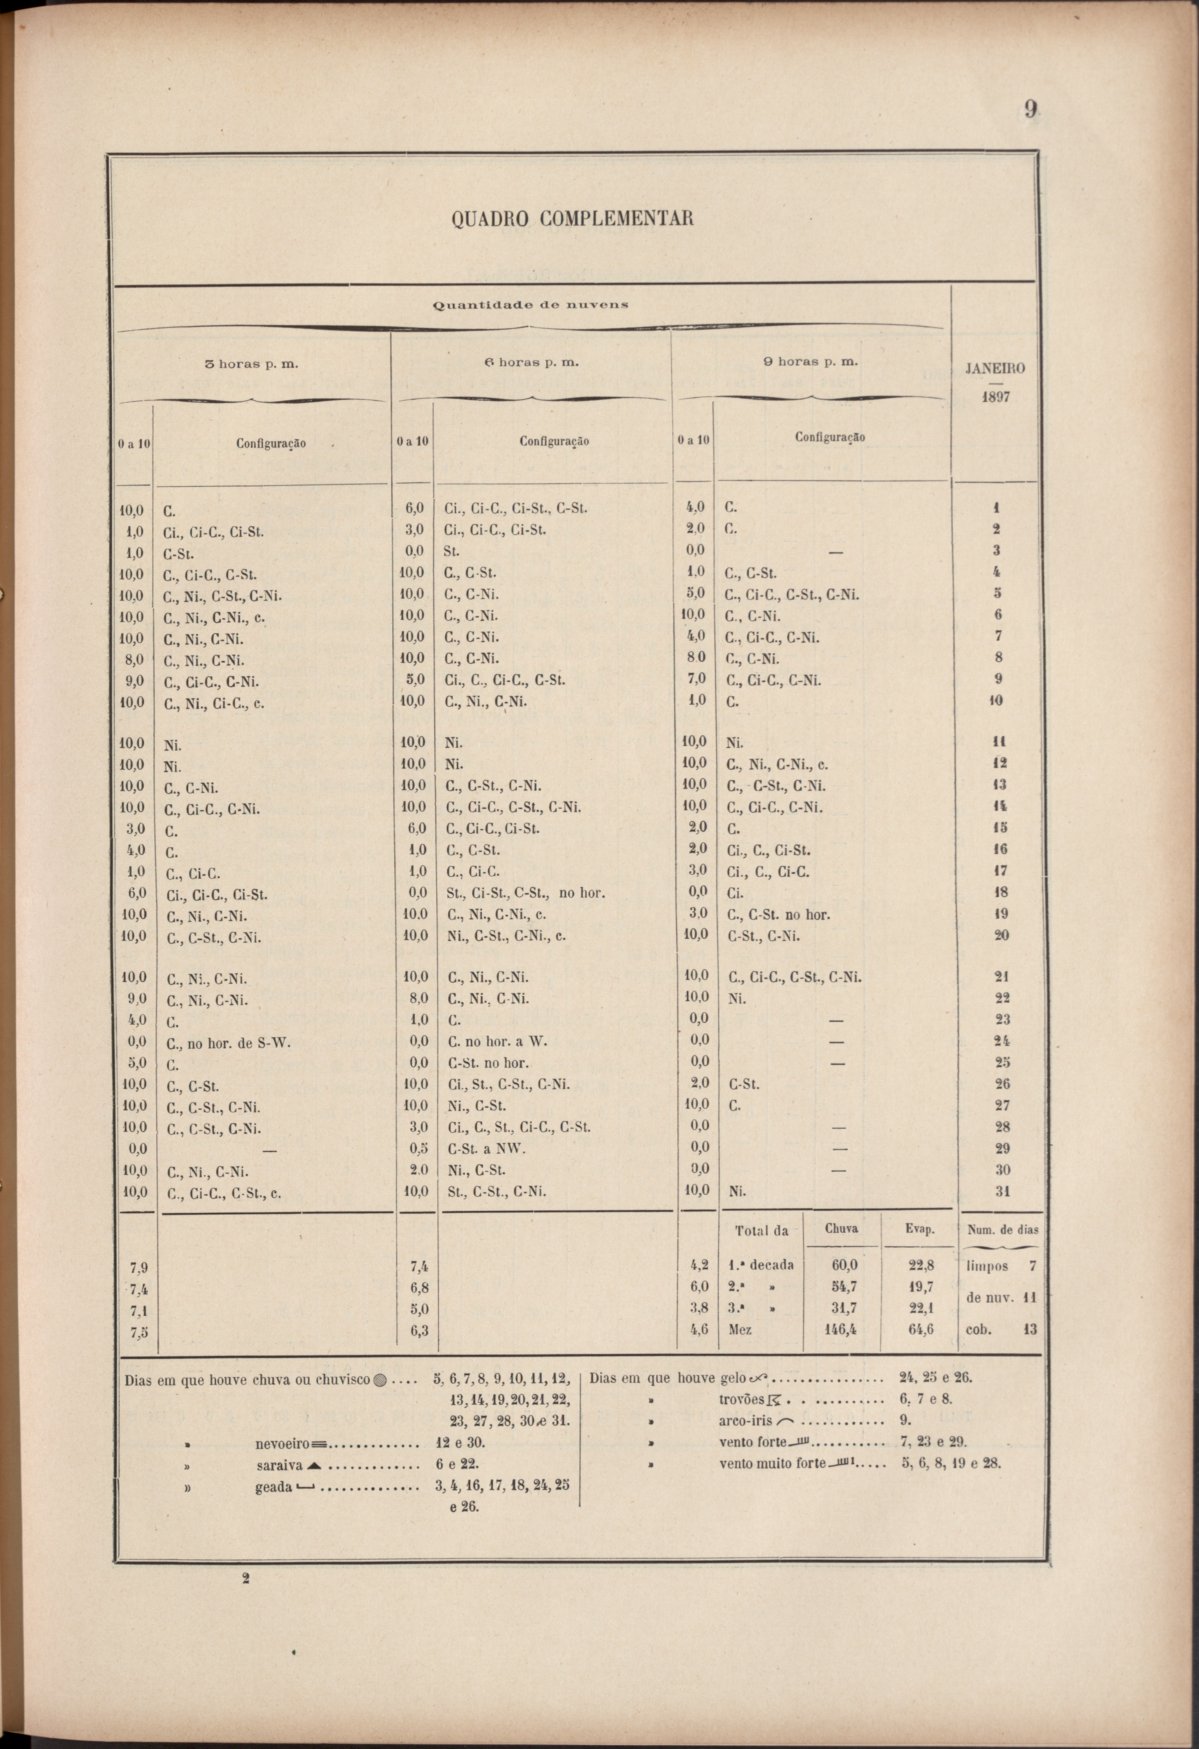 9
QUADRO COMPLEMENTAR
Quantidade de nuvens
3 horas p. m. 6 horas p. m. 9 horas p. m. JANEIRO
1897
0 a 10 Configuração 0 a 10 Configuração 0 a 10 Configuração
10,0 C. 6,0 Ci., Ci-C., Ci-St., C-St. 4,0 C. 1
1,0 Ci., Ci-C., Ci-St. 3,0 Ci., Ci-C., Ci-St. 2,0 C. 2
1,0 C-St. 0,0 St. 0,0 — 3
10,0 C., Ci-C., C-St. 10,0 C., C-St. 1,0 C., C-St. 4
10,0 C., Ni., C-St., C-Ni. 10,0 C., C-Ni. 5,0 C., Ci-C., C-St., C-Ni. 5
10,0 C., Ni., C-Ni., c. 10,0 C., C-Ni. 10,0 C., C-Ni. 6
10,0 C., Ni., C-Ni. 10,0 C., C-Ni. 4,0 C., Ci-C., C-Ni. 7
8,0 C., Ni., C-Ni. 10,0 C., C-Ni. 8 0 C., C-Ni. 8
9,0 C., Ci-C., C-Ni. 5,0 Ci., C., Ci-C., C-St. 7,0 C., Ci-C., C-Ni. 9
10,0 C., Ni., Ci-C., c. 10,0 C., Ni., C-Ni. 1,0 C. 10
10,0 Ni. 10,0 Ni. 10,0 Ni. 11
10,0 Ni. 10,0 Ni. 10,0 C., Ni., C-Ni., c. 12
10,0 C., C-Ni. 10,0 C., C-St., C-Ni. 10,0 C., C-St., C-Ni. 13
10,0 C., Ci-C., C-Ni. 10,0 C., Ci-C., C-St., C-Ni. 10,0 C., Ci-C., C-Ni. 14
3,0 C. 6,0 C., Ci-C., Ci-St. 2,0 C. 15
4,0 C. 1,0 C., C-St. 2,0 Ci., C., Ci-St. 16
1,0 C., Ci-C. 1,0 C., Ci-C. 3,0 Ci., C., Ci-C. 17
6,0 Ci., Ci-C., Ci-St. 0,0 St., Ci-St., C-St., no hor. 0,0 Ci. 18
10,0 C., Ni., C-Ni. 10.0 C., Ni., C-Ni., c. 3,0 C., C-St. no hor. 19
10,0 C., C-St., C-Ni. 10,0 Ni., C-St., C-Ni., c. 10,0 C-St., C-Ni. 20
10,0 C., Ni., C-Ni. 10,0 C., Ni., C-Ni. 10,0 C., Ci-C., C-St., C-Ni. 21
9,0 C., Ni., C-Ni. 8,0 C., Ni., C-Ni. 10,0 Ni. 22
4,0 C. 1,0 C. 0,0 — 23
0,0 C., no hor. de S-W. 0,0 C. no hor. a W. 0,0 — 24
5,0 C. 0,0 C-St. no hor. 0,0 — 25
10,0 C., C-St. 10,0 Ci., St., C-St., C-Ni. 2,0 C-St. 26
10,0 C., C-St., C-Ni. 10,0 Ni., C-St. 10,0 C. 27
10,0 C., C-St., C-Ni. 3,0 Ci., C., St., Ci-C., C-St. 0,0 — 28
0,0 — 0,5 C-St. a NW. 0,0 — 29
10,0 C., Ni., C-Ni. 2.0 Ni., C-St. 0,0 — 30
10,0 C., Ci-C., C-St., c. 10,0 St., C-St., C-Ni. 10,0 Ni. 31
Total da Chuva Evap. Num. de dias
7,9 7,4 4,2 1.ª decada 60,0 22,8 limpos 7
7,4 6,8 6,0 2.ª » 54,7 19,7
de nuv. 11
7,1 5,0 3,8 3.ª » 31,7 22,1
7,5 6,3 4,6 Mez 146,4 64,6 cob. 13
Dias em que houve chuva ou chuvisco .... 5, 6, 7, 8, 9, 10, 11, 12,
13, 14, 19, 20, 21, 22,
23, 27, 28, 30 e 31.
» nevoeiro ............. 12 e 30.
» saraiva ............. 6 e 22.
» geada .............. 3, 4, 16, 17, 18, 24, 25
e 26.
Dias em que houve gelo ................ 24, 25 e 26.
» trovões . . ........... 6, 7 e 8.
» arco-iris ............ 9.
» vento forte ........... 7, 23 e 29.
» vento muito forte ..... 5, 6, 8, 19 e 28.
2